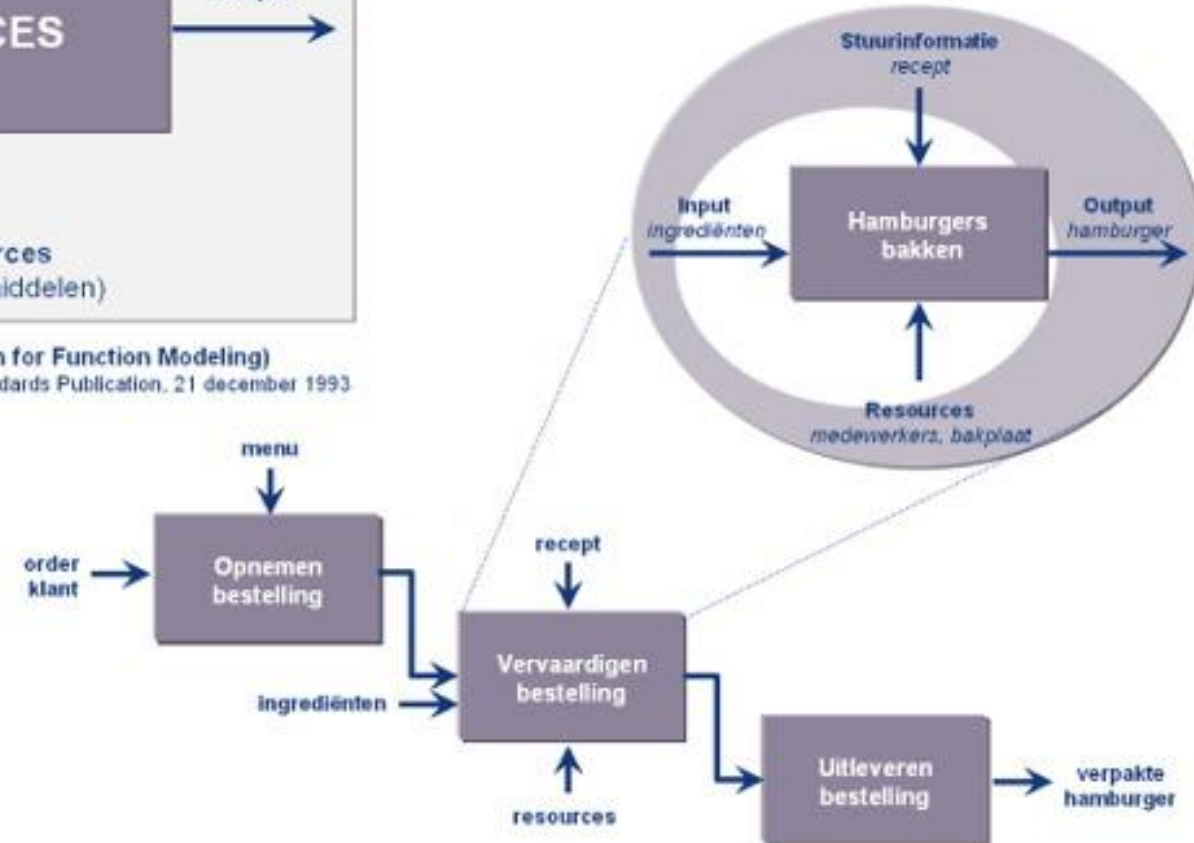 CES
Stuurinformatie
recept
Input
ingrediënten
Hamburgers
bakken
Output
hamburger
Resources
medewerkers, bakplaat
rces
middelen)
n for Function Modeling)
dards Publication, 21 december 1993
menu
order
klant
Opnemen
bestelling
recept
ingrediënten
Vervaardigen
bestelling
resources
Uitleveren
bestelling
verpakte
hamburger